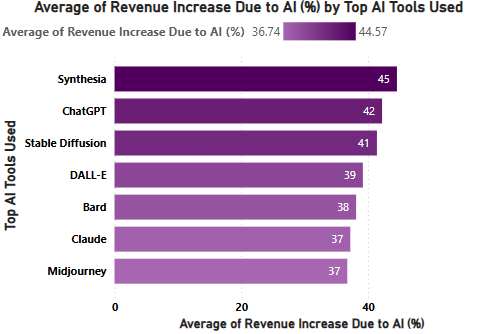 Average of Revenue Increase Due to AI (%) by Top AI Tools Used
Average of Revenue Increase Due to AI (%) 36.74 44.57
Top AI Tools Used
Synthesia 45
ChatGPT 42
Stable Diffusion 41
DALL-E 39
Bard 38
Claude 37
Midjourney 37
0 20 40
Average of Revenue Increase Due to AI (%)